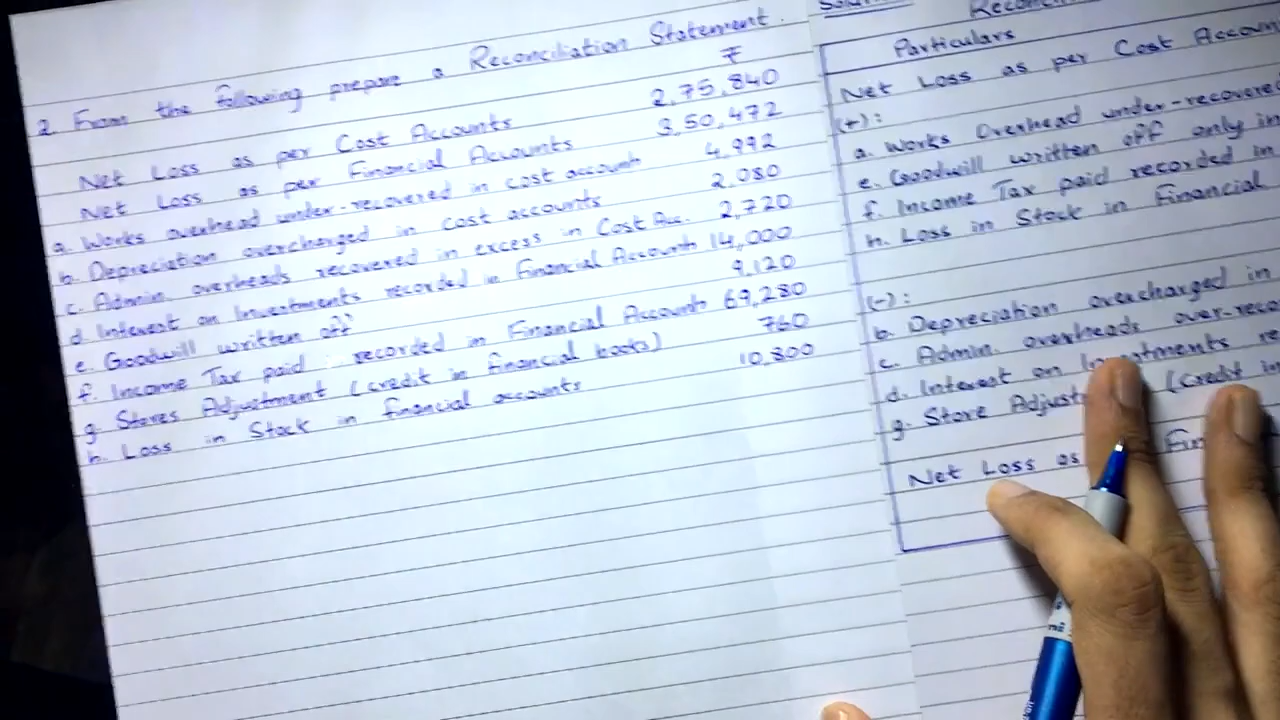 2. From the following prepare a Reconciliation Statement.
₹
Net Loss as per Cost Accounts 2,75,840
Net Loss as per Financial Accounts 3,50,472
a. Works overhead under-recovered in cost account 4,992
b. Depreciation overcharged in cost accounts 2,080
c. Admin. overheads recovered in excess in Cost Acc. 2,720
d. Interest on Investments recorded in Financial Accounts 14,000
e. Goodwill written off 9,120
f. Income Tax paid recorded in Financial Accounts 69,280
g. Stores Adjustment (credit in financial books) 760
h. Loss in Stock in financial accounts 10,800
Particulars
Net Loss as per Cost Accoun
(+):
a. Works Overhead under-recovered
e. Goodwill written off only in
f. Income Tax paid recorded in
h. Loss in Stock in Financial
(-):
b. Depreciation overcharged in
c. Admin. overheads over-reco
d. Interest on re
g. Store Adjust (credit in
Net Loss as